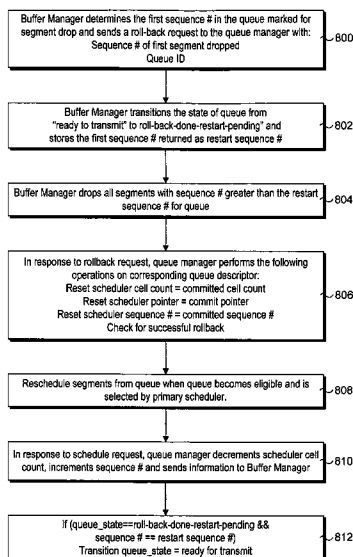 Buffer Manager determines the first sequence # in the queue marked for
segment drop and sends a roll-back request to the queue manager with:
Sequence # of first segment dropped
Queue ID
800
Buffer Manager transitions the state of queue from
"ready to transmit" to roll-back-done-restart-pending" and
stores the first sequence # returned as restart sequence #
802
Buffer Manager drops all segments with sequence # greater than the restart
sequence # for queue
804
In response to rollback request, queue manager performs the following
operations on corresponding queue descriptor:
Reset scheduler cell count = committed cell count
Reset scheduler pointer = commit pointer
Reset scheduler sequence # = committed sequence #
Check for successful rollback
806
Reschedule segments from queue when queue becomes eligible and is
selected by primary scheduler.
808
In response to schedule request, queue manager decrements scheduler cell
count, increments sequence # and sends information to Buffer Manager
810
If (queue_state==roll-back-done-restart-pending &&
sequence # == restart sequence #)
Transition queue_state = ready for transmit
812